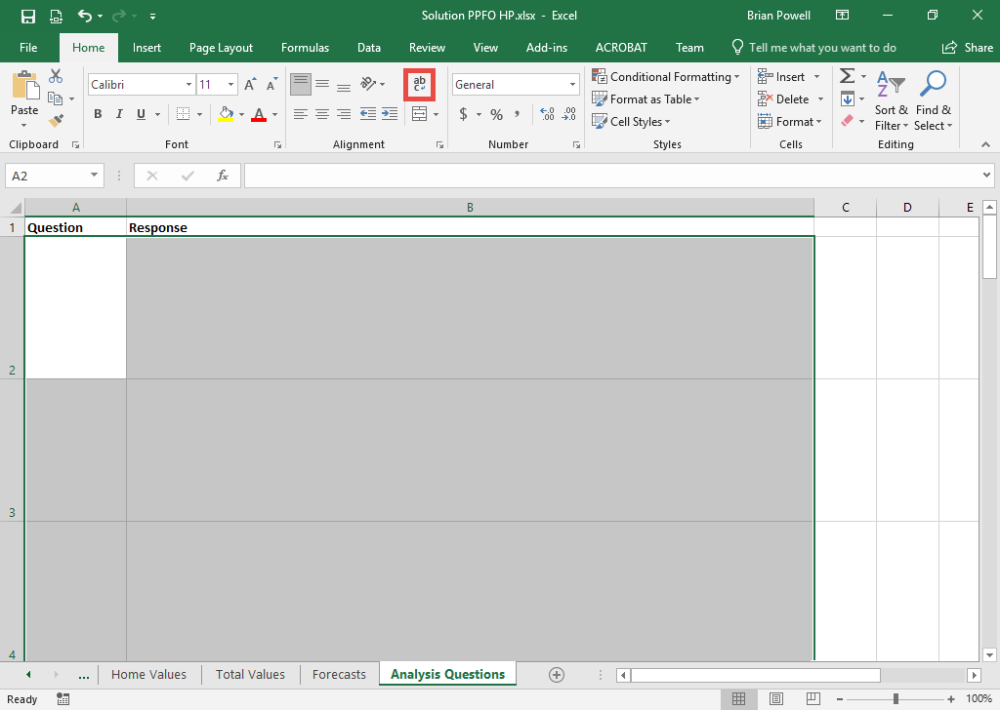 Solution PPFO HP.xlsx - Excel
Brian Powell
File Home Insert Page Layout Formulas Data Review View Add-ins ACROBAT Team Tell me what you want to do Share
Paste
Calibri 11
B I U A
ab
c
General
$ % ,
Conditional Formatting
Format as Table
Cell Styles
Insert
Delete
Format
Sort & Filter
Find & Select
Clipboard Font Alignment Number Styles Cells Editing
A2 fx
A B C D E
1 Question Response
2
3
4
... Home Values Total Values Forecasts Analysis Questions
Ready 100%